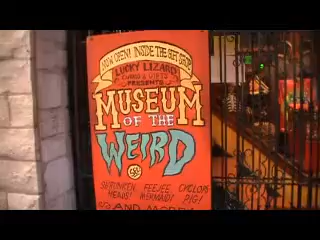 NOW OPEN! INSIDE THE GIFT SHOP!
LUCKY LIZARD
CURIOS & GIFTS
PRESENTS
MUSEUM
OF THE
WEIRD
SHRUNKEN FEEJEE CYCLOPS
HEADS! MERMAID! PIG!
AND MORE!